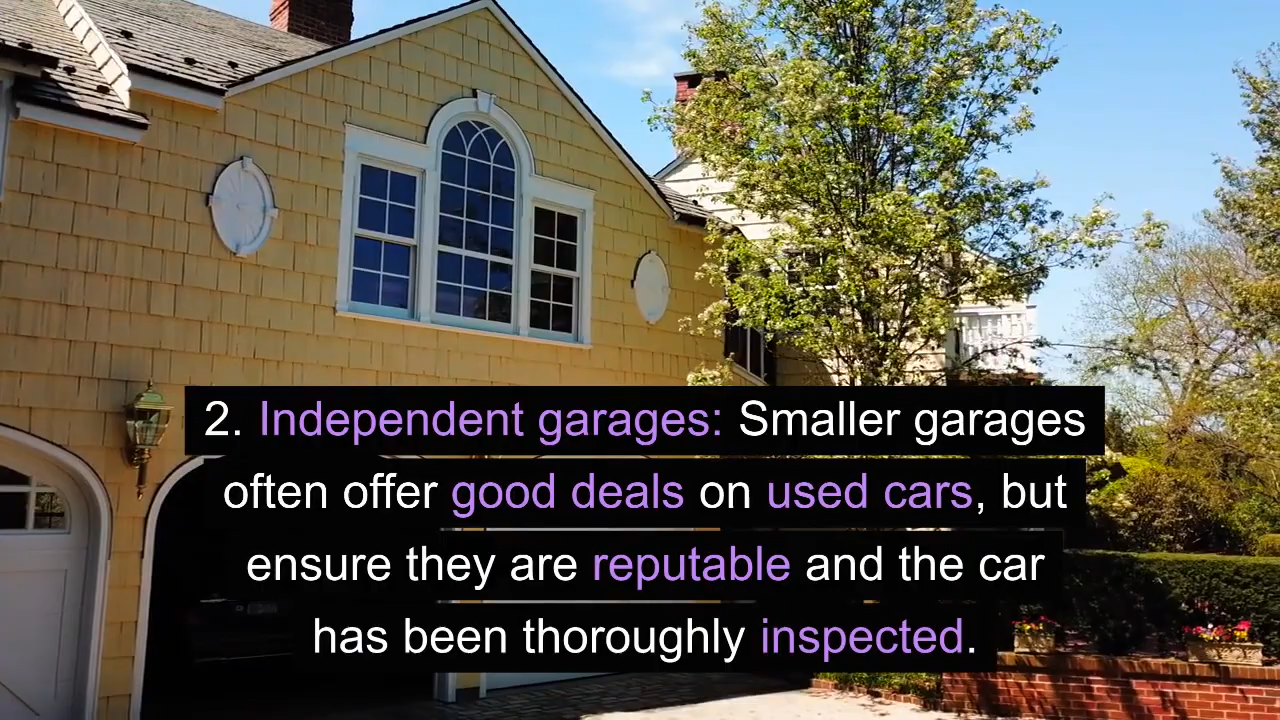 2. Independent garages: Smaller garages
often offer good deals on used cars, but
ensure they are reputable and the car
has been thoroughly inspected.